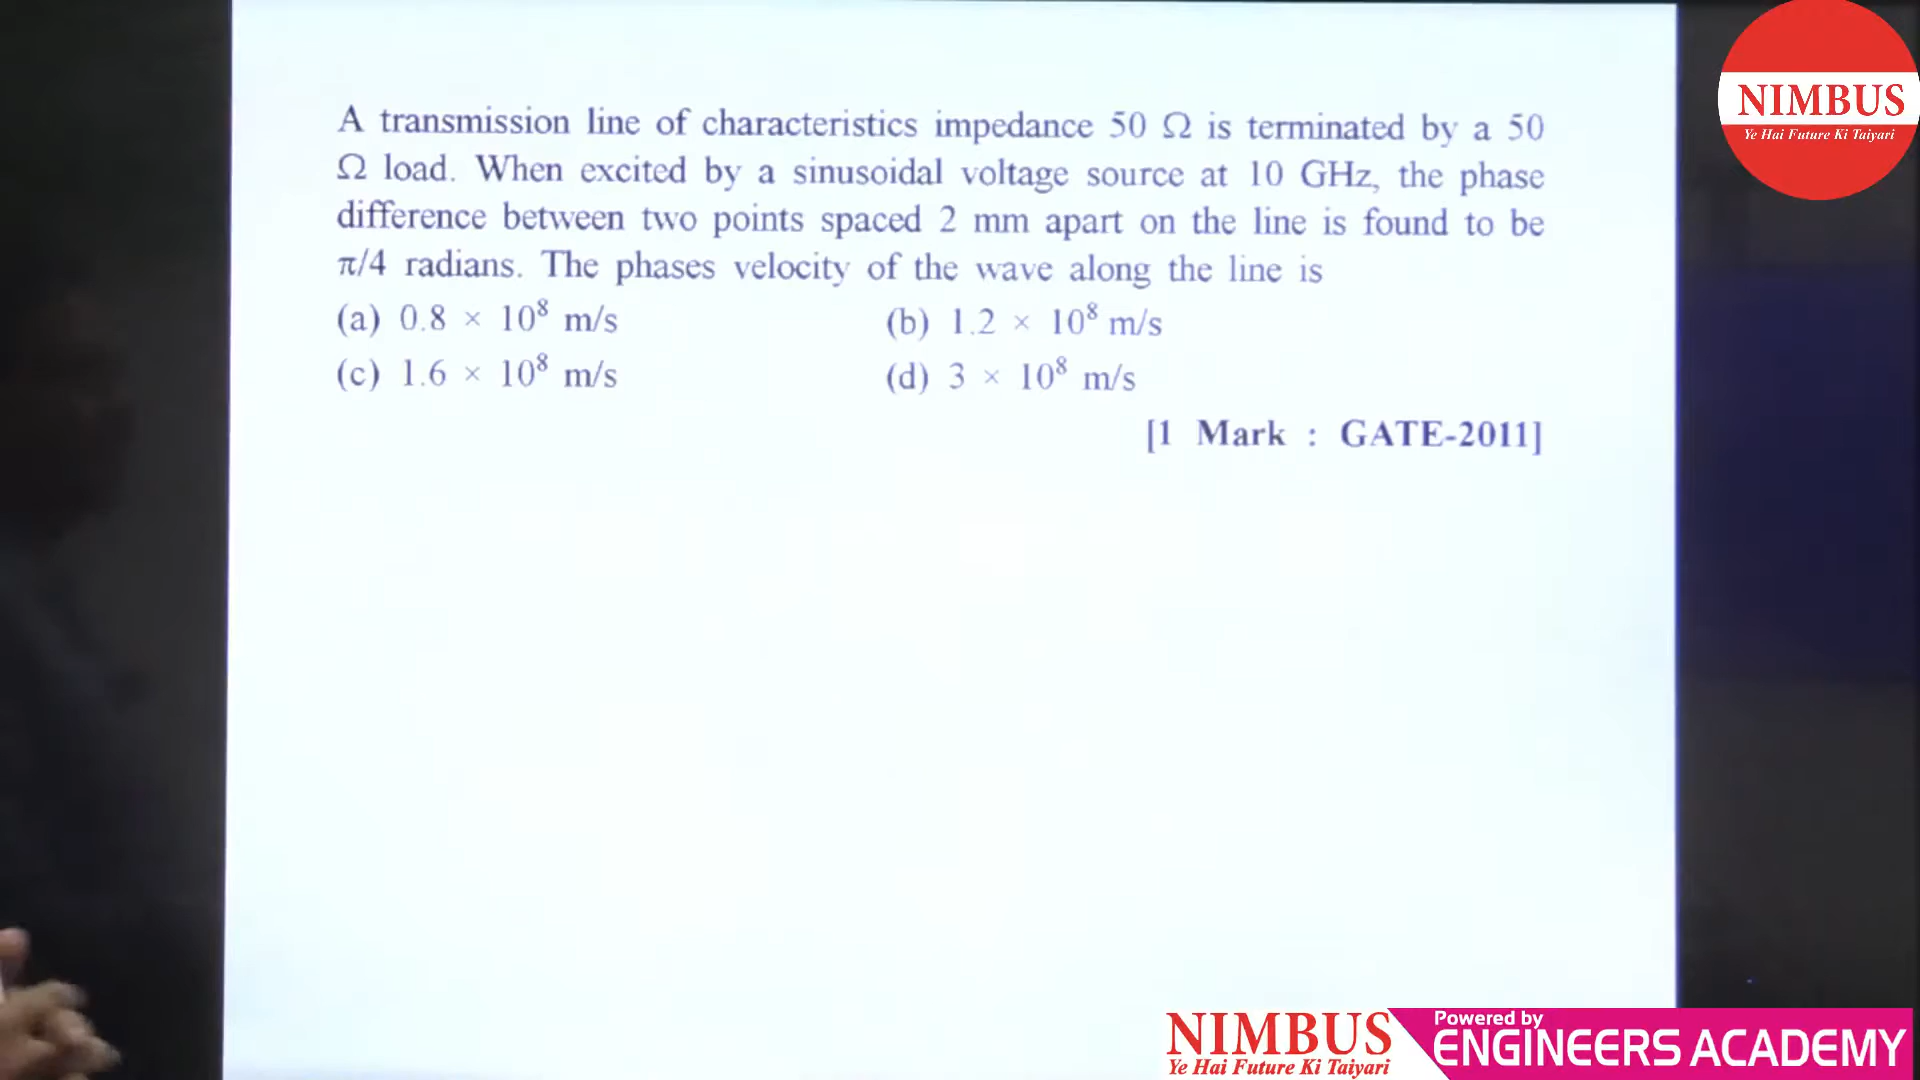 A transmission line of characteristics impedance 50 Ω is terminated by a 50
Ω load. When excited by a sinusoidal voltage source at 10 GHz, the phase
difference between two points spaced 2 mm apart on the line is found to be
π/4 radians. The phases velocity of the wave along the line is
(a) 0.8 × 10⁸ m/s (b) 1.2 × 10⁸ m/s
(c) 1.6 × 10⁸ m/s (d) 3 × 10⁸ m/s
[1 Mark : GATE-2011]
NIMBUS
Ye Hai Future Ki Taiyari
NIMBUS
Ye Hai Future Ki Taiyari
Powered by
ENGINEERS ACADEMY